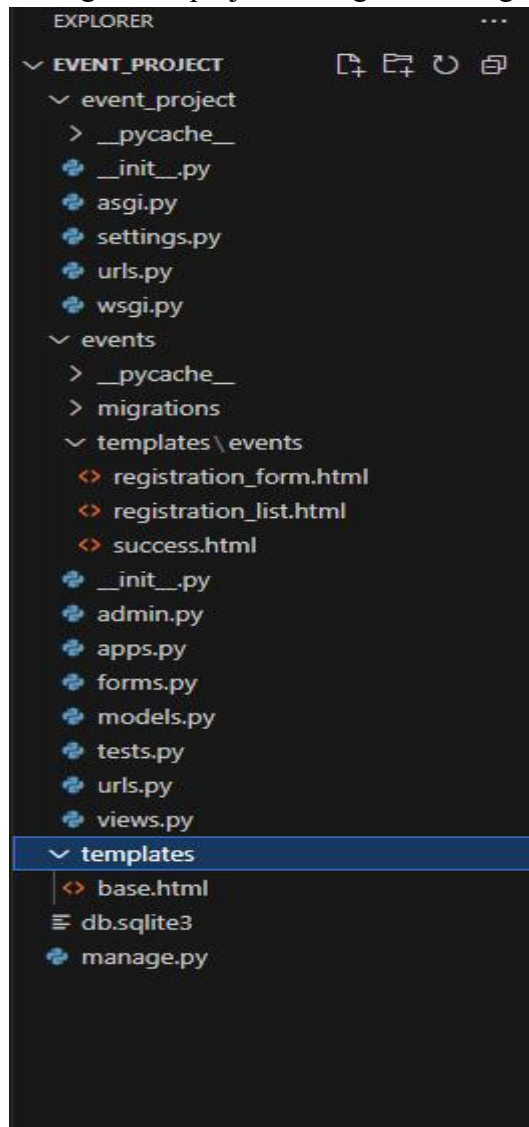 EXPLORER ...
EVENT_PROJECT
event_project
__pycache__
__init__.py
asgi.py
settings.py
urls.py
wsgi.py
events
__pycache__
migrations
templates\events
<> registration_form.html
<> registration_list.html
<> success.html
__init__.py
admin.py
apps.py
forms.py
models.py
tests.py
urls.py
views.py
templates
<> base.html
db.sqlite3
manage.py